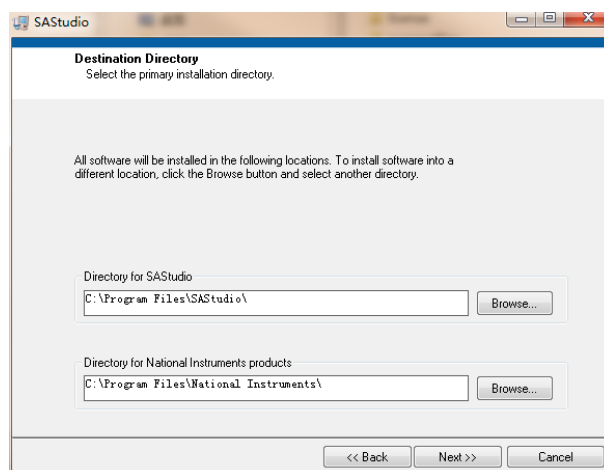 SAStudio
Destination Directory
Select the primary installation directory.
All software will be installed in the following locations. To install software into a
different location, click the Browse button and select another directory.
Directory for SAStudio
C:\Program Files\SAStudio\
Browse...
Directory for National Instruments products
C:\Program Files\National Instruments\
Browse...
<< Back
Next >>
Cancel